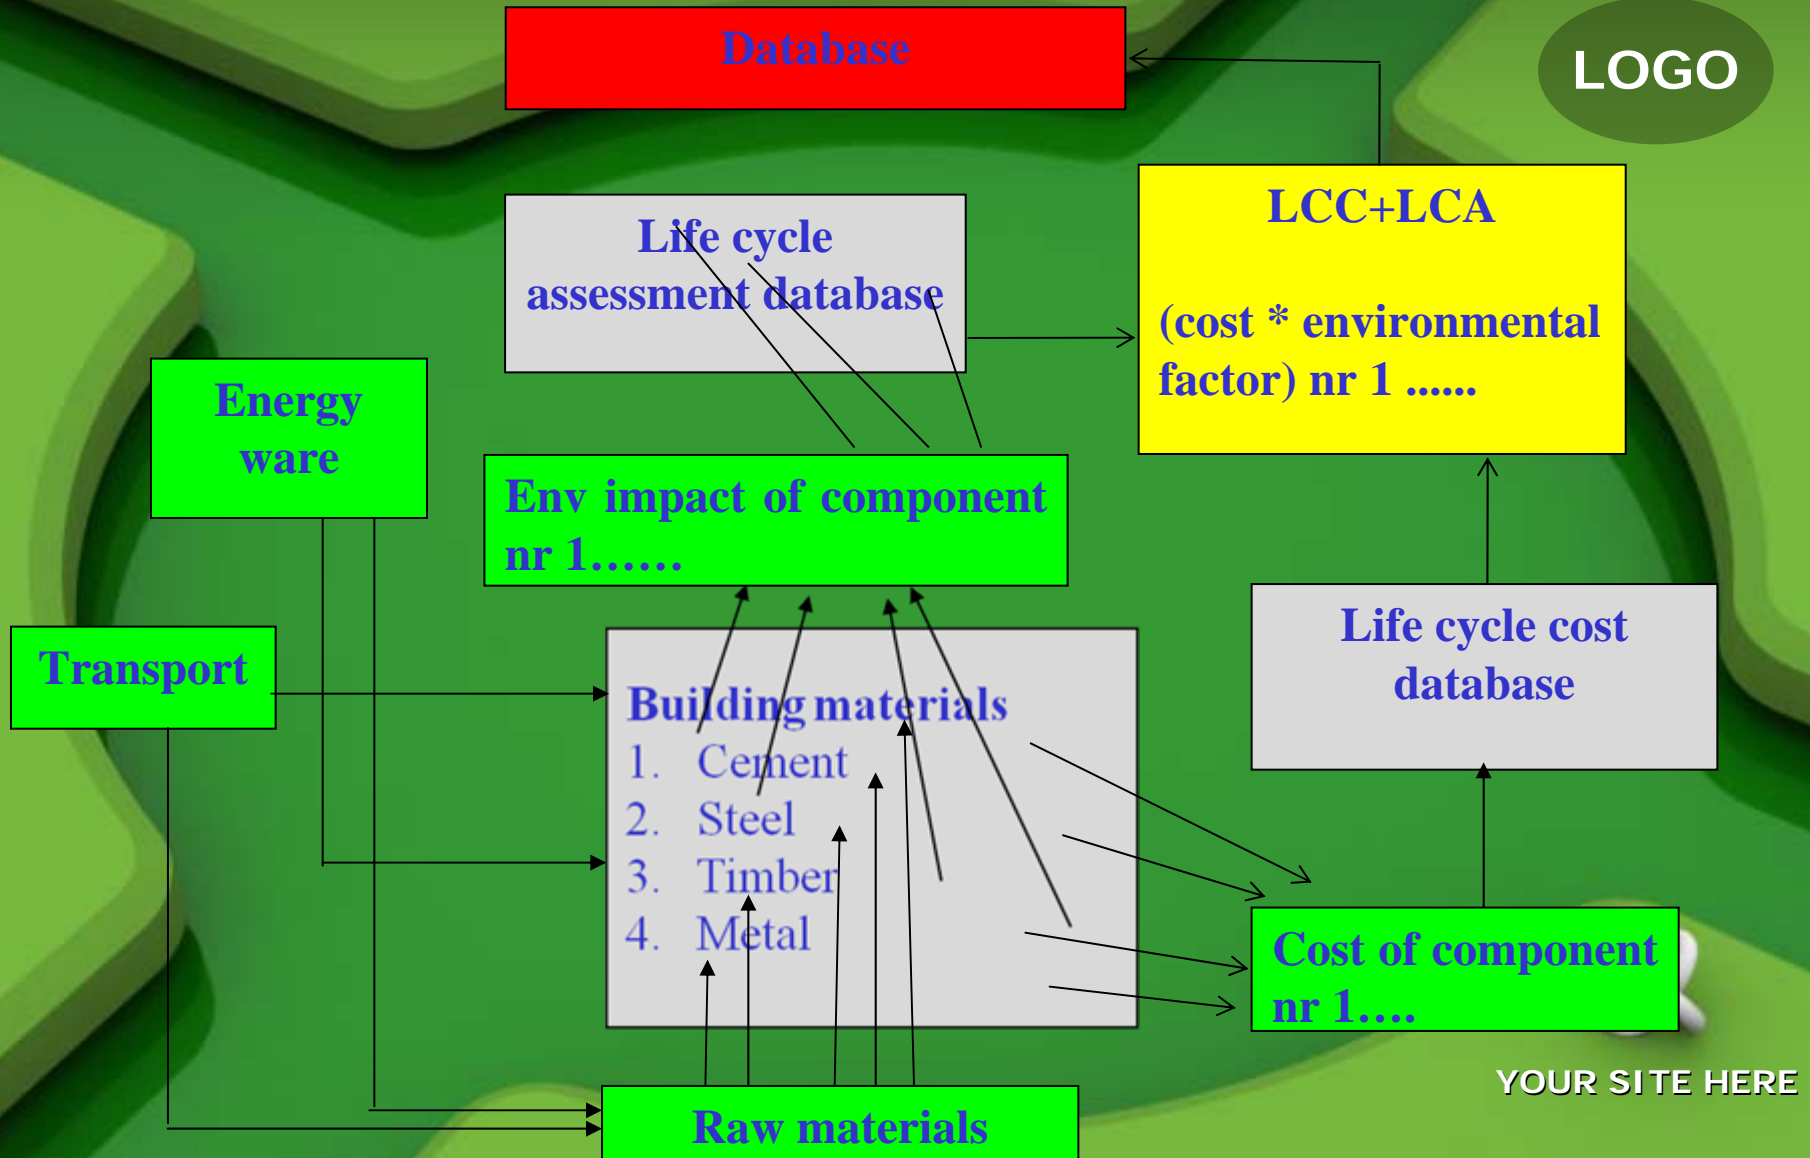 Database
LOGO
LCC+LCA
(cost * environmental
factor) nr 1 ......
Life cycle
assessment database
Energy
ware
Env impact of component
nr 1……
Transport
Building materials
1. Cement
2. Steel
3. Timber
4. Metal
Life cycle cost
database
Cost of component
nr 1….
YOUR SITE HERE
Raw materials